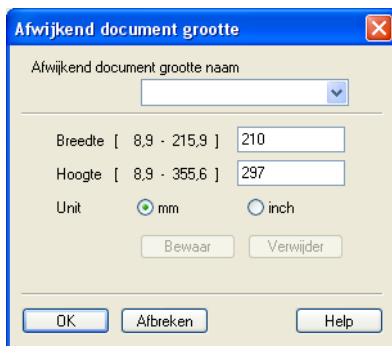 Afwijkend document grootte
Afwijkend document grootte naam
Breedte [ 8,9 - 215,9 ] 210
Hoogte [ 8,9 - 355,6 ] 297
Unit mm inch
Bewaar Verwijder
OK Afbreken Help